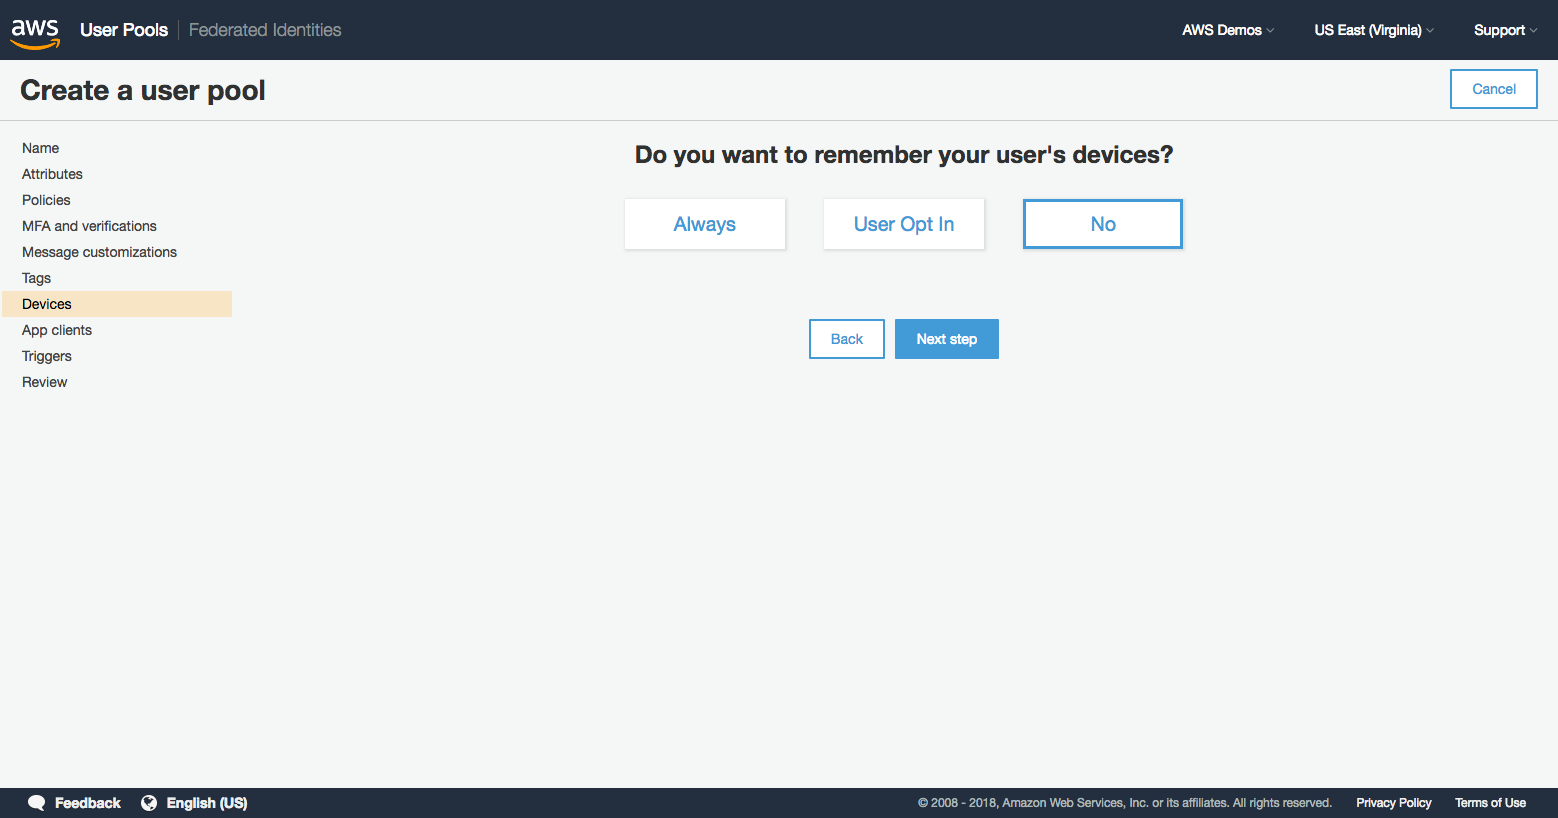 aws User Pools Federated Identities AWS Demos US East (Virginia) Support
Create a user pool Cancel
Name
Attributes
Policies
MFA and verifications
Message customizations
Tags
Devices
App clients
Triggers
Review
Do you want to remember your user's devices?
Always User Opt In No
Back Next step
Feedback English (US) © 2008 - 2018, Amazon Web Services, Inc. or its affiliates. All rights reserved. Privacy Policy Terms of Use